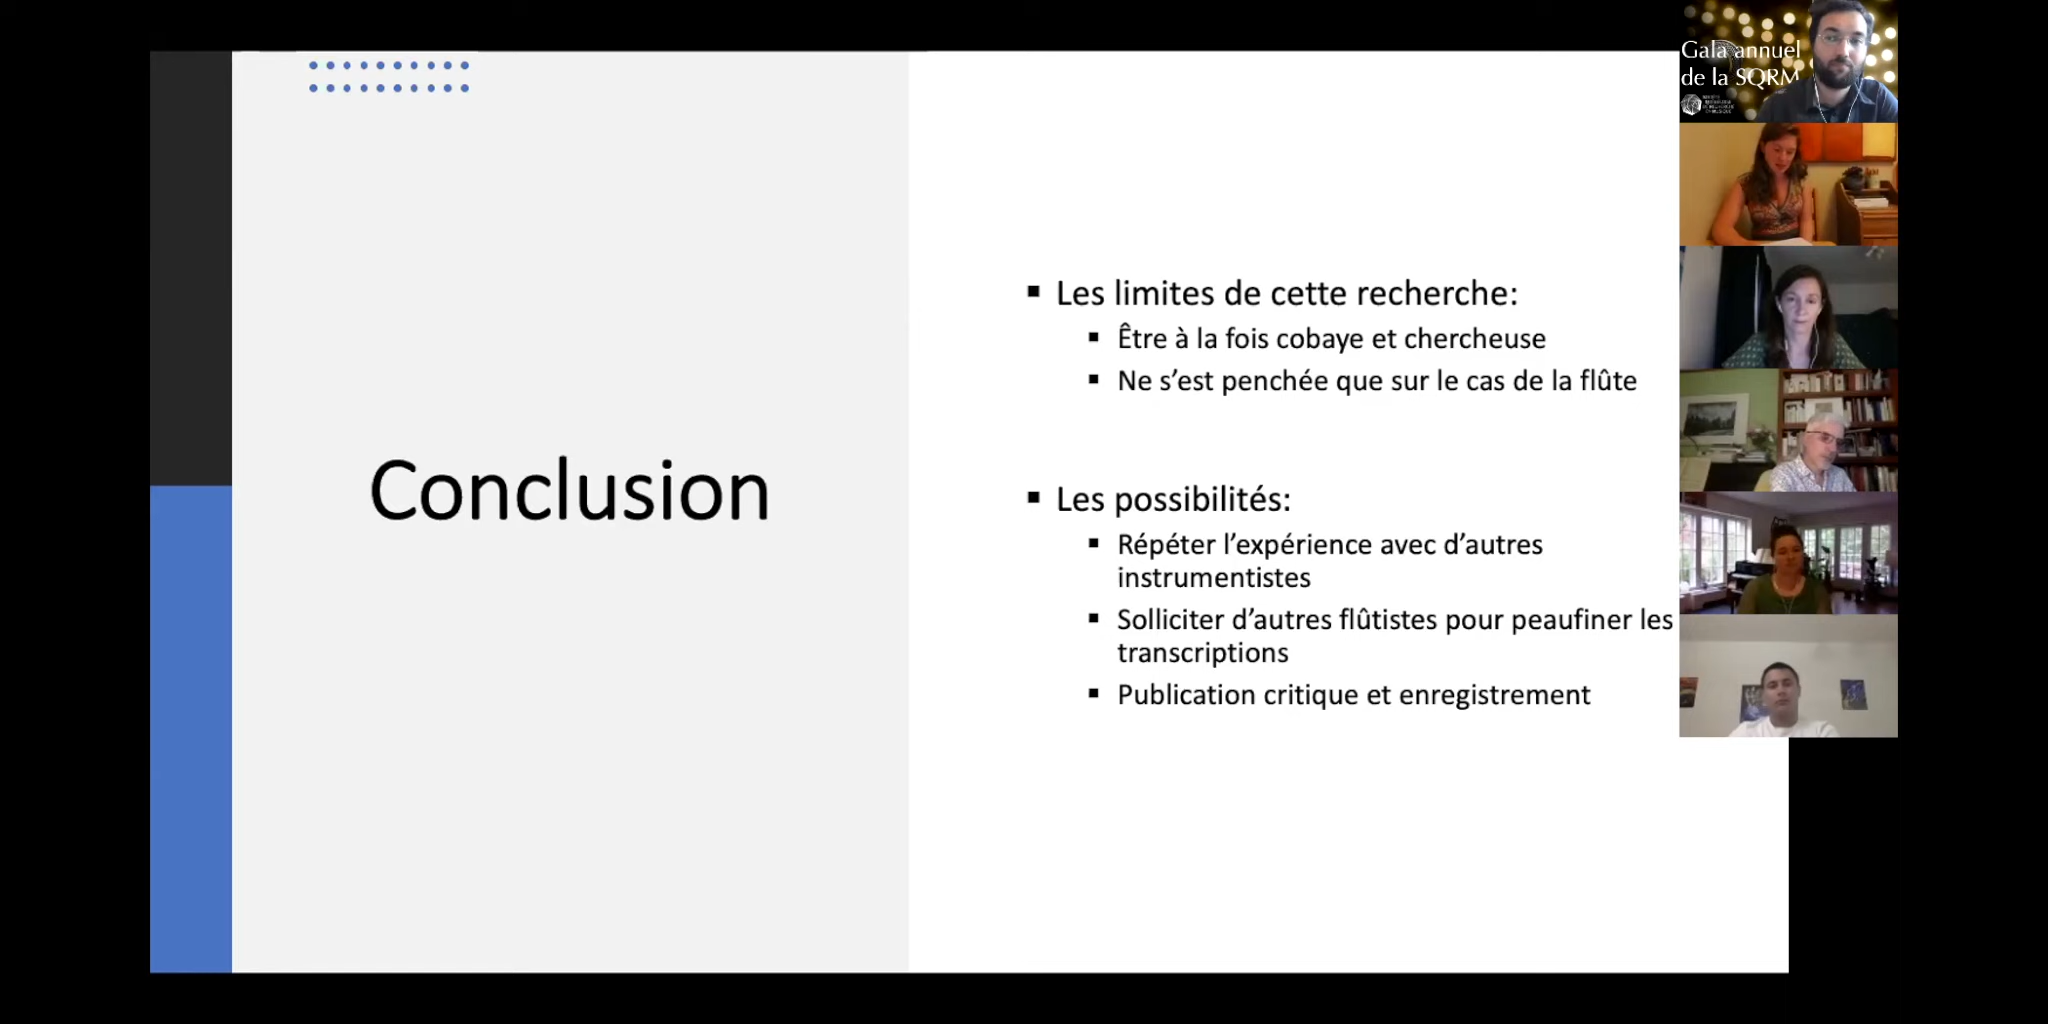 Conclusion
Les limites de cette recherche:
Être à la fois cobaye et chercheuse
Ne s’est penchée que sur le cas de la flûte
Les possibilités:
Répéter l’expérience avec d’autres
instrumentistes
Solliciter d’autres flûtistes pour peaufiner les
transcriptions
Publication critique et enregistrement
Gala annuel
de la SQRM